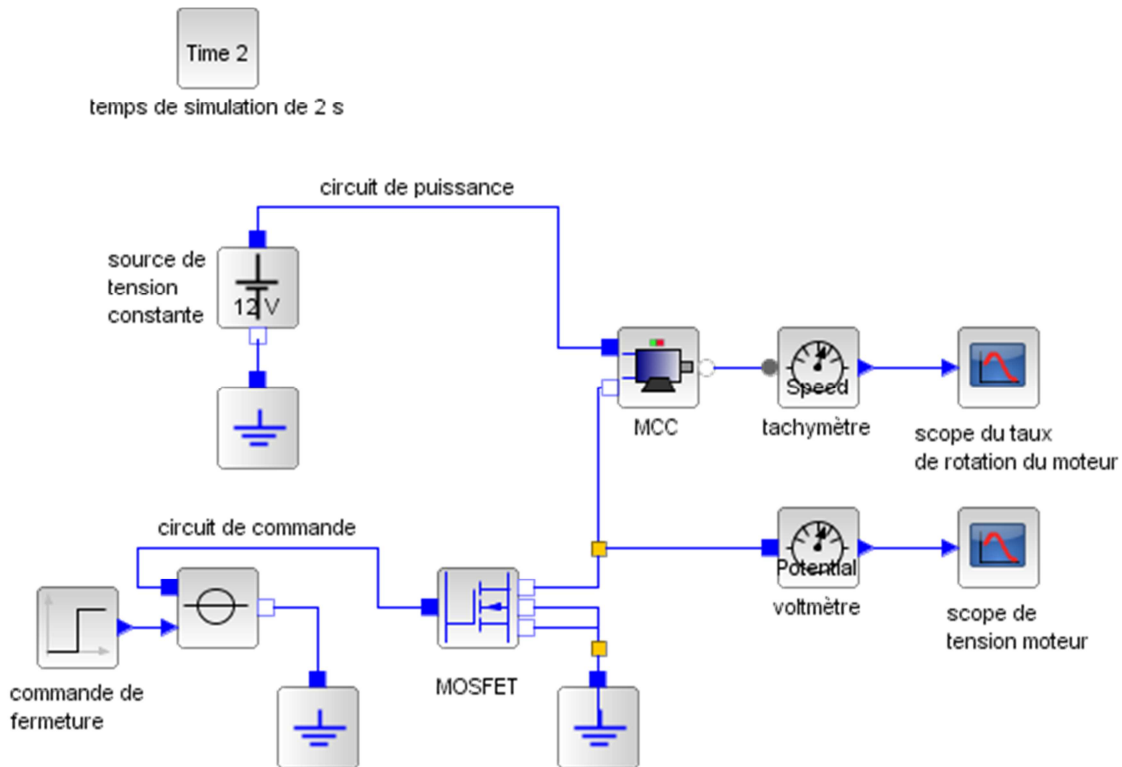 Time 2
temps de simulation de 2 s
circuit de puissance
source de
tension
constante
12 V
MCC
Speed
tachymètre
scope du taux
de rotation du moteur
circuit de commande
Potential
voltmètre
scope de
tension moteur
MOSFET
commande de
fermeture